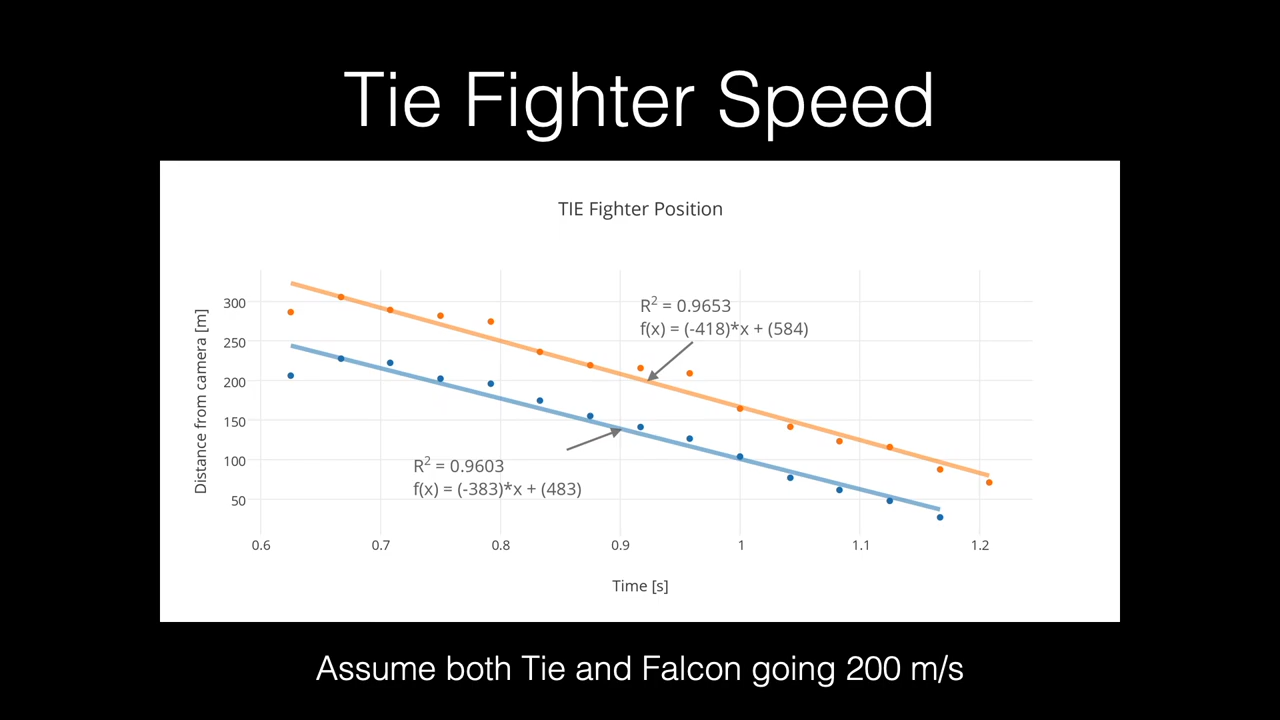 Tie Fighter Speed
TIE Fighter Position
Distance from camera [m]
300
250
200
150
100
50
R² = 0.9653
f(x) = (-418)*x + (584)
R² = 0.9603
f(x) = (-383)*x + (483)
0.6 0.7 0.8 0.9 1 1.1 1.2
Time [s]
Assume both Tie and Falcon going 200 m/s